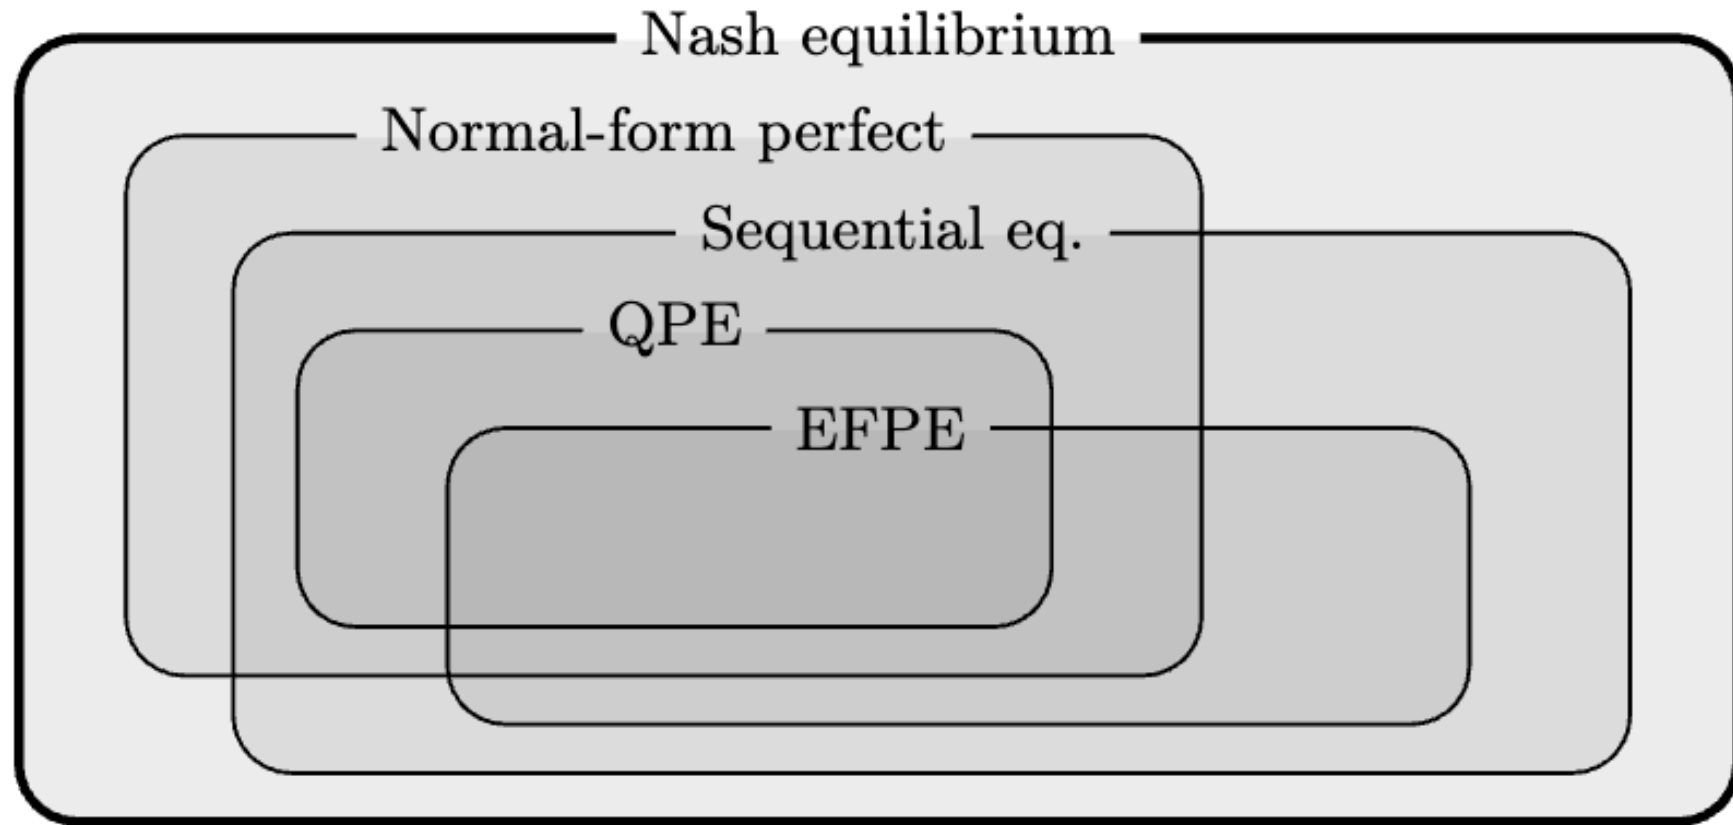 Nash equilibrium
Normal-form perfect
Sequential eq.
QPE
EFPE